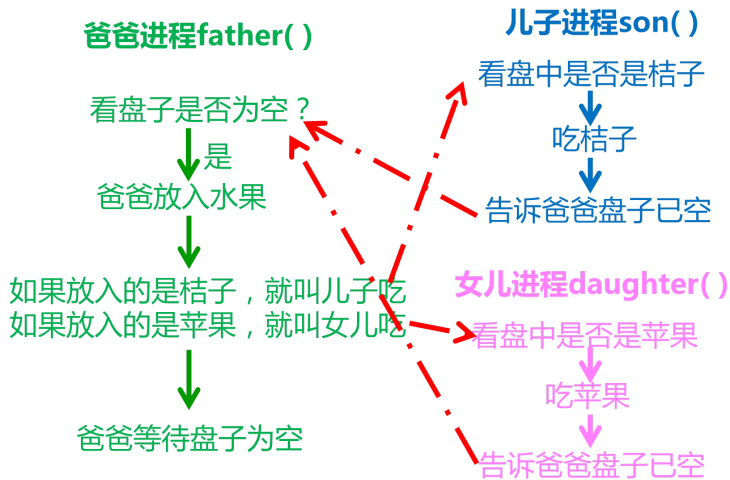 爸爸进程father( )
看盘子是否为空？
是
爸爸放入水果
如果放入的是桔子，就叫儿子吃
如果放入的是苹果，就叫女儿吃
爸爸等待盘子为空
儿子进程son( )
看盘中是否是桔子
吃桔子
告诉爸爸盘子已空
女儿进程daughter( )
看盘中是否是苹果
吃苹果
告诉爸爸盘子已空